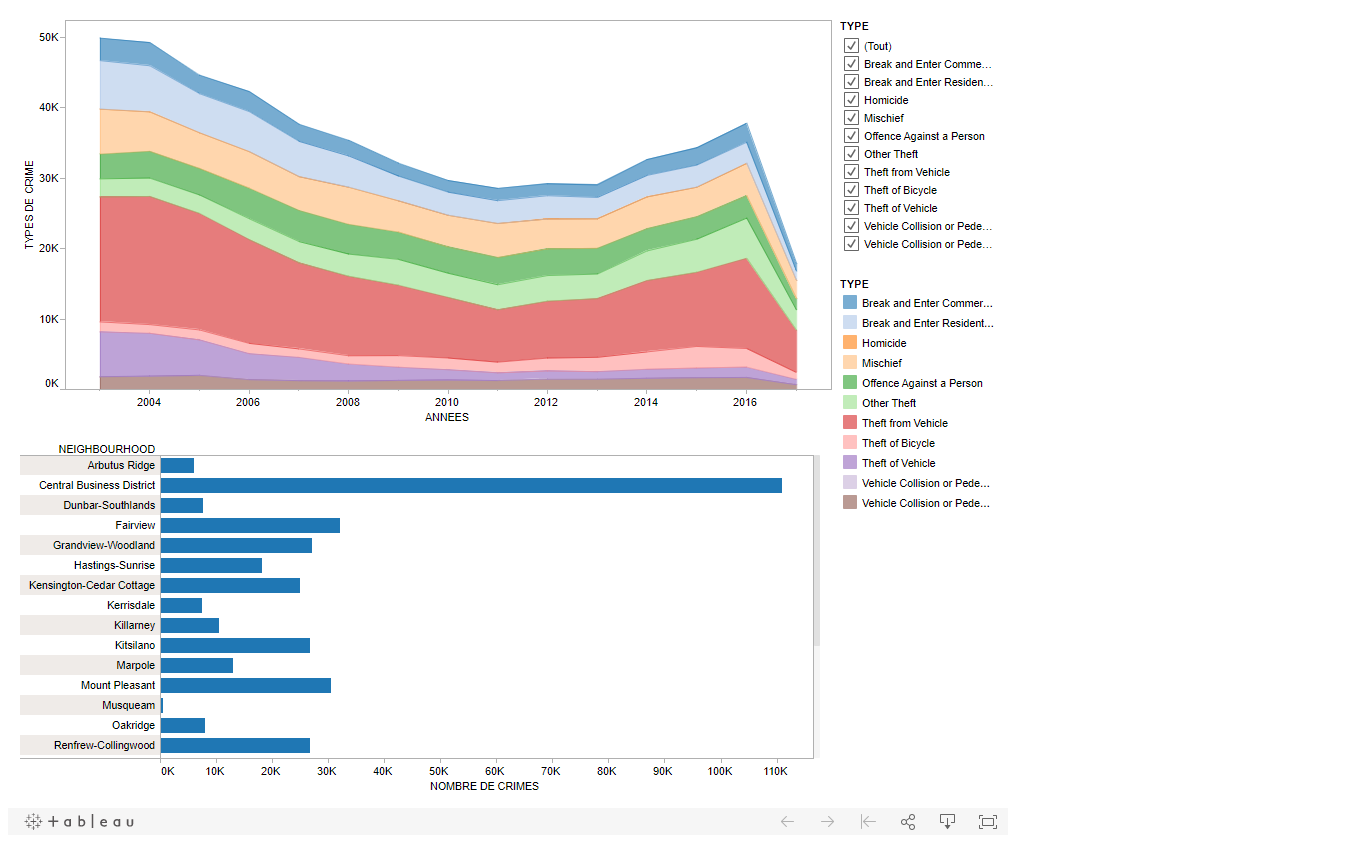 TYPE
(Tout)
Break and Enter Comme...
Break and Enter Residen...
Homicide
Mischief
Offence Against a Person
Other Theft
Theft from Vehicle
Theft of Bicycle
Theft of Vehicle
Vehicle Collision or Pede...
Vehicle Collision or Pede...
TYPE
Break and Enter Commer...
Break and Enter Resident...
Homicide
Mischief
Offence Against a Person
Other Theft
Theft from Vehicle
Theft of Bicycle
Theft of Vehicle
Vehicle Collision or Pede...
Vehicle Collision or Pede...
TYPES DE CRIME
50K
40K
30K
20K
10K
0K
2004 2006 2008 2010 2012 2014 2016
ANNEES
NEIGHBOURHOOD
Arbutus Ridge
Central Business District
Dunbar-Southlands
Fairview
Grandview-Woodland
Hastings-Sunrise
Kensington-Cedar Cottage
Kerrisdale
Killarney
Kitsilano
Marpole
Mount Pleasant
Musqueam
Oakridge
Renfrew-Collingwood
0K 10K 20K 30K 40K 50K 60K 70K 80K 90K 100K 110K
NOMBRE DE CRIMES
+ableau